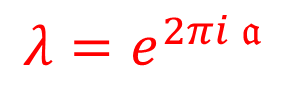 λ = e^{2πi 𝔞}